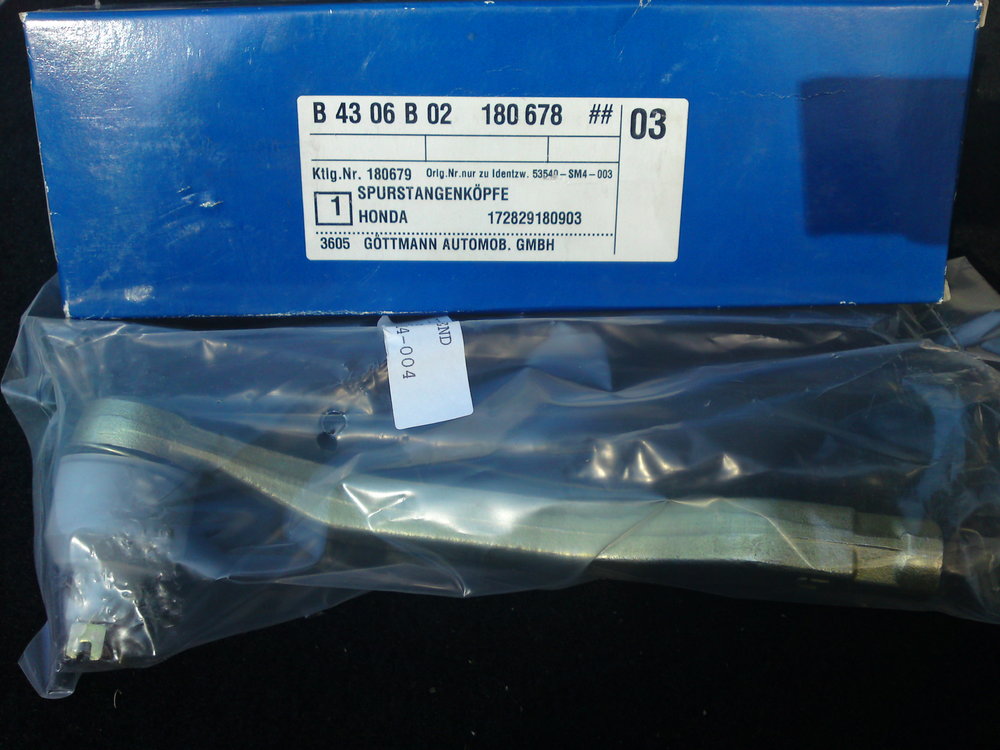 B 43 06 B 02 180 678 ## 03
Ktlg.Nr. 180679 Orig.Nr.nur zu Identzw. 53540-SM4-003
1 SPURSTANGENKÖPFE
HONDA 172829180903
3605 GÖTTMANN AUTOMOB. GMBH
4-004